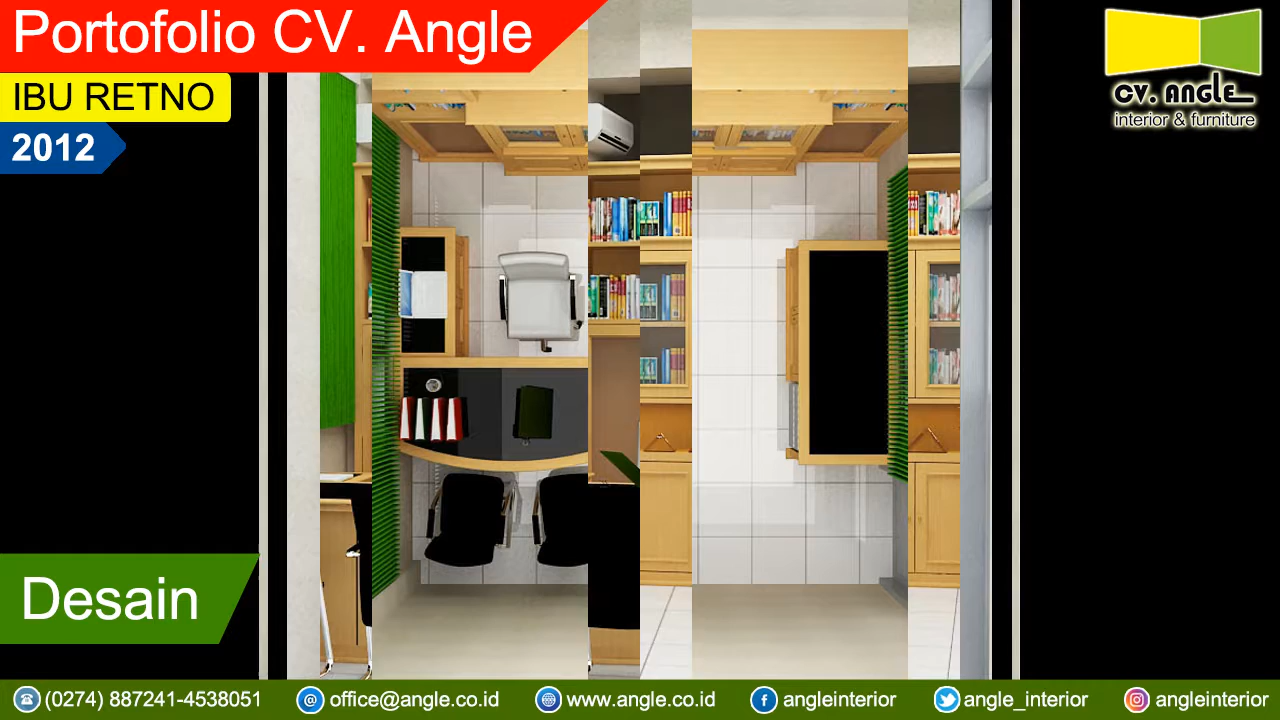 Portofolio CV. Angle
IBU RETNO
2012
CV. ANGLE
interior & furniture
Desain
(0274) 887241-4538051
office@angle.co.id
www.angle.co.id
angleinterior
angle_interior
angleinterior